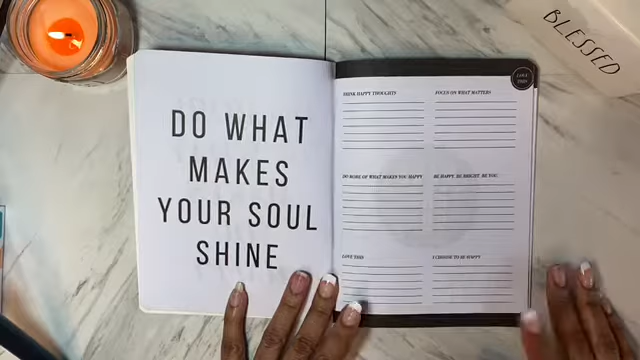 DO WHAT
MAKES
YOUR SOUL
SHINE
THINK HAPPY THOUGHTS
FOCUS ON WHAT MATTERS
DO MORE OF WHAT MAKES YOU HAPPY
BE HAPPY. BE BRIGHT. BE YOU.
LOVE THIS
I CHOOSE TO BE HAPPY
BLESSED